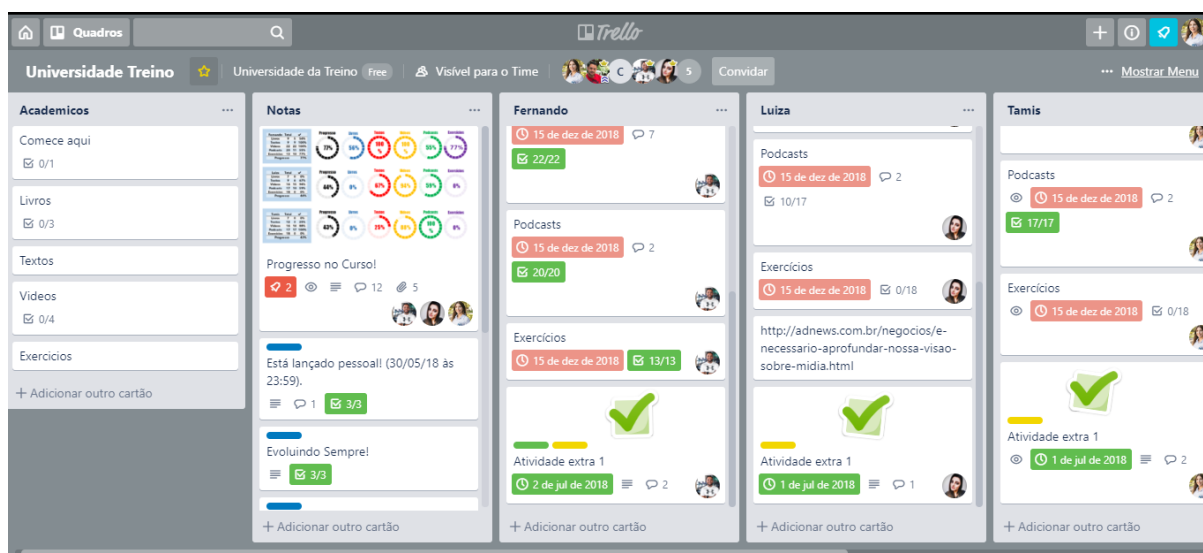 Quadros
Trello
Universidade Treino
Universidade da Treino Free
Visível para o Time
C
5
Convidar
Mostrar Menu
Academicos
Comece aqui
0/1
Livros
0/3
Textos
Videos
0/4
Exercicios
+ Adicionar outro cartão
Notas
Progresso no Curso!
2 12 5
Está lançado pessoal! (30/05/18 às
23:59).
1 3/3
Evoluindo Sempre!
3/3
+ Adicionar outro cartão
Fernando
15 de dez de 2018 7
22/22
Podcasts
15 de dez de 2018 2
20/20
Exercícios
15 de dez de 2018 13/13
Atividade extra 1
2 de jul de 2018 2
+ Adicionar outro cartão
Luiza
Podcasts
15 de dez de 2018 2
10/17
Exercícios
15 de dez de 2018 0/18
http://adnews.com.br/negocios/e-
necessario-aprofundar-nossa-visao-
sobre-midia.html
Atividade extra 1
1 de jul de 2018 1
+ Adicionar outro cartão
Tamis
Podcasts
15 de dez de 2018 2
17/17
Exercícios
15 de dez de 2018 0/18
Atividade extra 1
1 de jul de 2018 2
+ Adicionar outro cartão